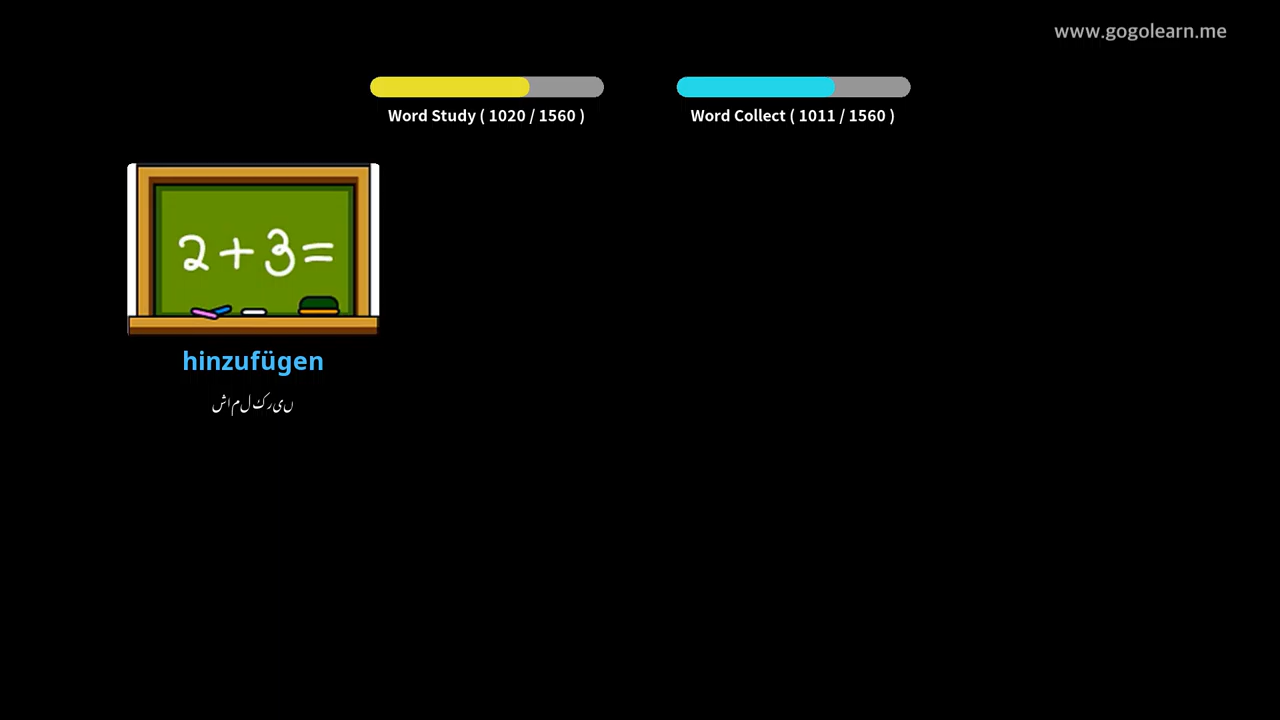 www.gogolearn.me
Word Study ( 1020 / 1560 )
Word Collect ( 1011 / 1560 )
2+3=
hinzufügen
شامل کریں